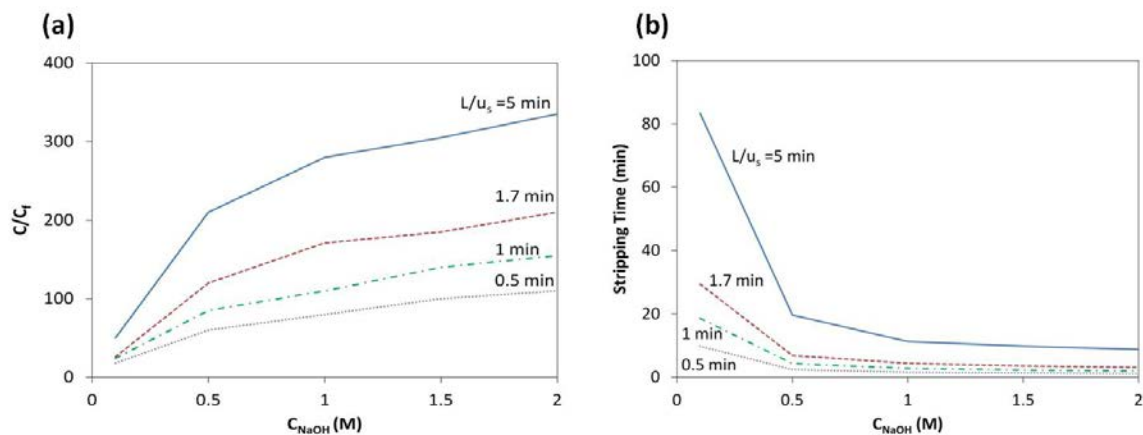 (a)
400
300
200
100
0
C/Cf
L/us =5 min
1.7 min
1 min
0.5 min
0 0.5 1 1.5 2
CNaOH (M)
(b)
100
80
60
40
20
0
Stripping Time (min)
L/us=5 min
1.7 min
1 min
0.5 min
0 0.5 1 1.5 2
CNaOH (M)